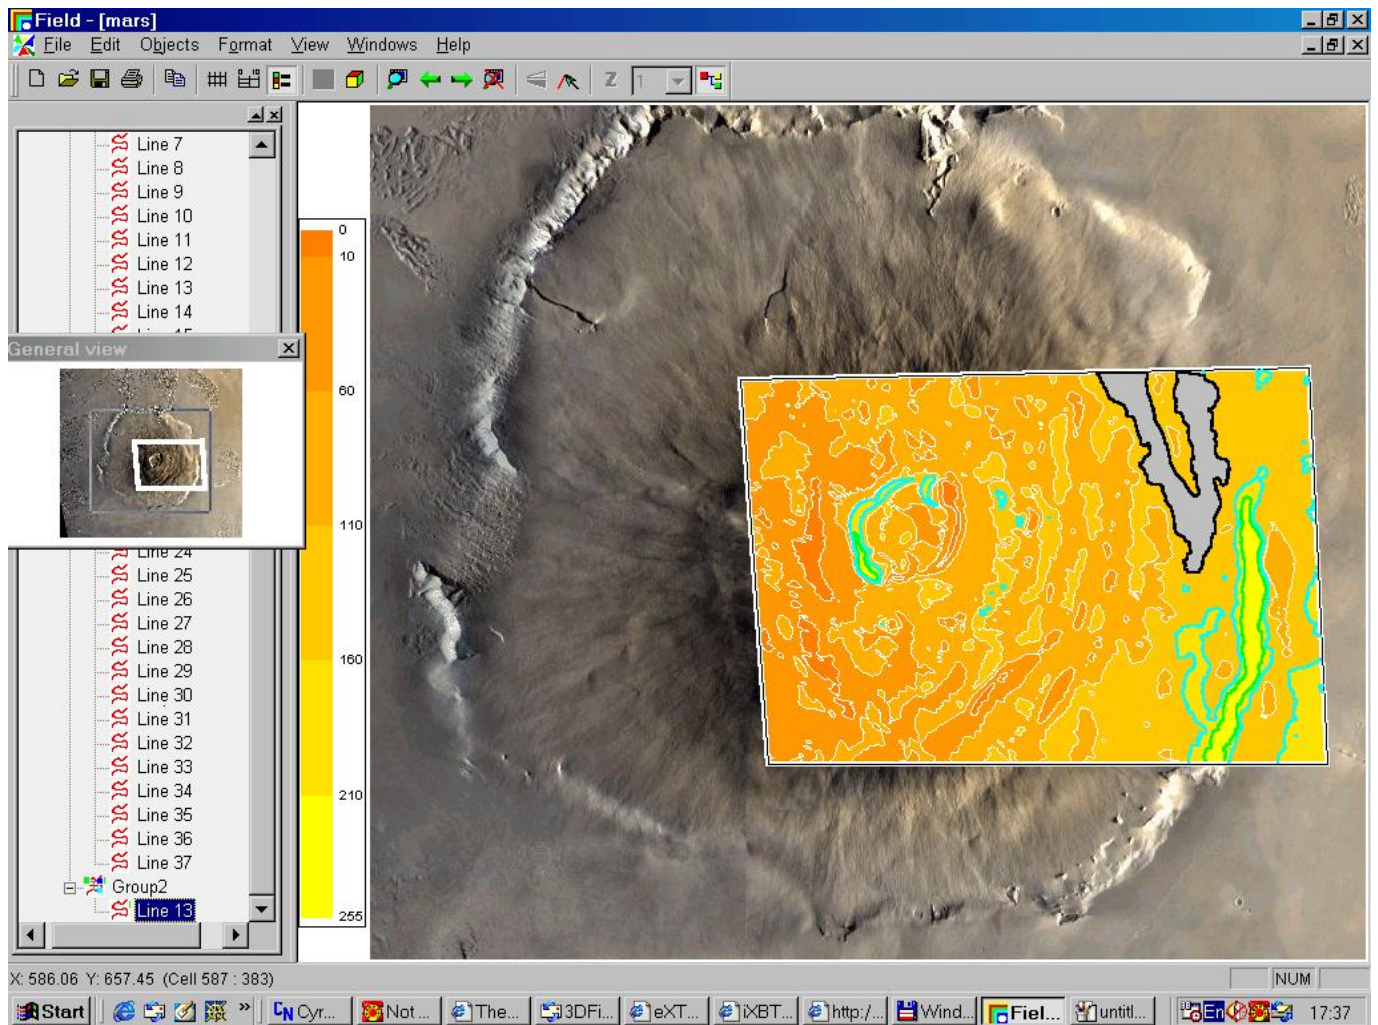 Field - [mars]
File Edit Objects Format View Windows Help
Z 1
Line 7
Line 8
Line 9
Line 10
Line 11
Line 12
Line 13
Line 14
General view
Line 24
Line 25
Line 26
Line 27
Line 28
Line 29
Line 30
Line 31
Line 32
Line 33
Line 34
Line 35
Line 36
Line 37
Group2
Line 13
0
10
60
110
160
210
255
X: 586.06 Y: 657.45 (Cell 587 : 383)
NUM
Start » CN Cyr... Not ... The... 3DFi... eXT... iXBT... http:/... Wind... Fiel... untitl... En 17:37